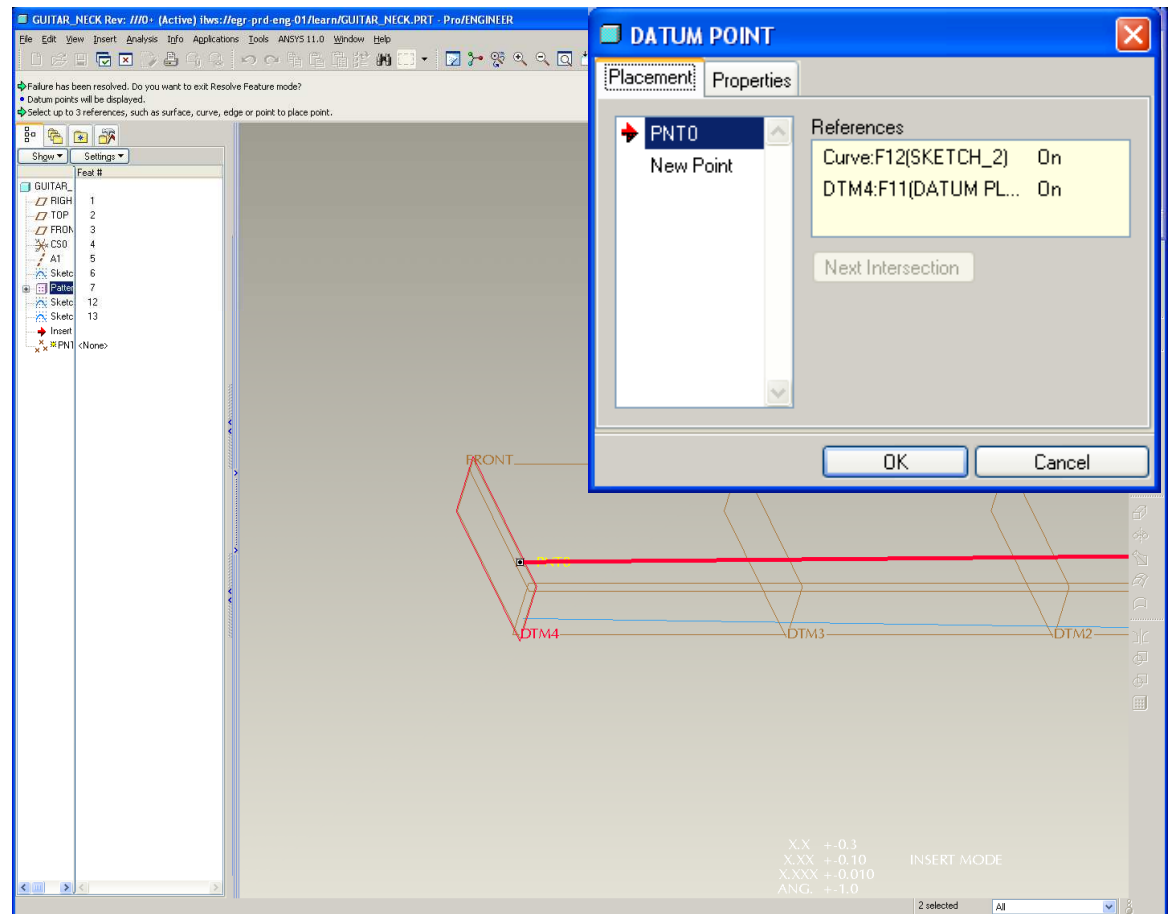 GUITAR_NECK Rev: ///0+ (Active) ilws://egr-prd-eng-01/learn/GUITAR_NECK.PRT - Pro/ENGINEER
File Edit View Insert Analysis Info Applications Tools ANSYS 11.0 Window Help
Failure has been resolved. Do you want to exit Resolve Feature mode?
Datum points will be displayed.
Select up to 3 references, such as surface, curve, edge or point to place point.
Show Settings
Feat #
GUITAR_
RIGH 1
TOP 2
FRON 3
CS0 4
A1 5
Sketc 6
Patter 7
Sketc 12
Sketc 13
Insert
PNT <None>
DATUM POINT
Placement Properties
PNT0
New Point
References
Curve:F12(SKETCH_2) On
DTM4:F11(DATUM PL... On
Next Intersection
OK Cancel
FRONT
PNT0
DTM4 DTM3 DTM2
X.X +-0.3
X.XX +-0.10 INSERT MODE
X.XXX +-0.010
ANG. +-1.0
2 selected All